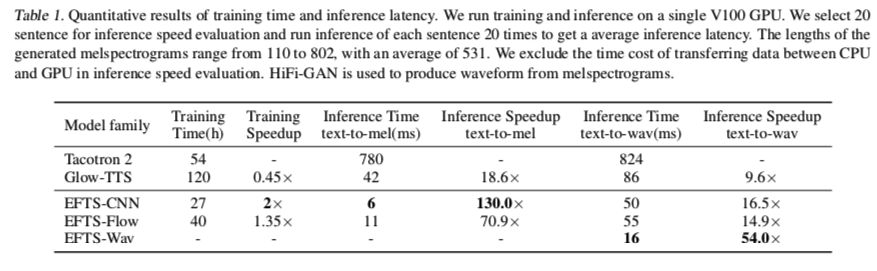 Table 1. Quantitative results of training time and inference latency. We run training and inference on a single V100 GPU. We select 20
sentence for inference speed evaluation and run inference of each sentence 20 times to get a average inference latency. The lengths of the
generated melspectrograms range from 110 to 802, with an average of 531. We exclude the time cost of transferring data between CPU
and GPU in inference speed evaluation. HiFi-GAN is used to produce waveform from melspectrograms.
Model family Training Time(h) Training Speedup Inference Time text-to-mel(ms) Inference Speedup text-to-mel Inference Time text-to-wav(ms) Inference Speedup text-to-wav
Tacotron 2 54 - 780 - 824 -
Glow-TTS 120 0.45× 42 18.6× 86 9.6×
EFTS-CNN 27 2× 6 130.0× 50 16.5×
EFTS-Flow 40 1.35× 11 70.9× 55 14.9×
EFTS-Wav - - - - 16 54.0×